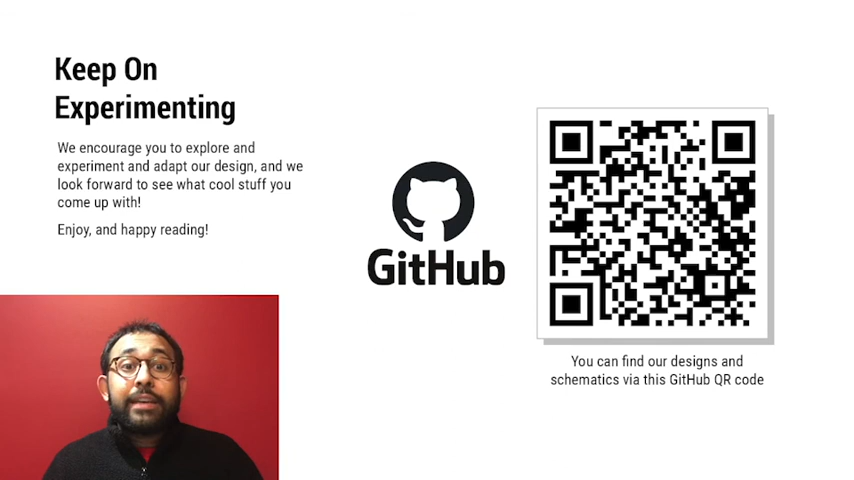 Keep On
Experimenting
We encourage you to explore and
experiment and adapt our design, and we
look forward to see what cool stuff you
come up with!
Enjoy, and happy reading!
GitHub
You can find our designs and
schematics via this GitHub QR code